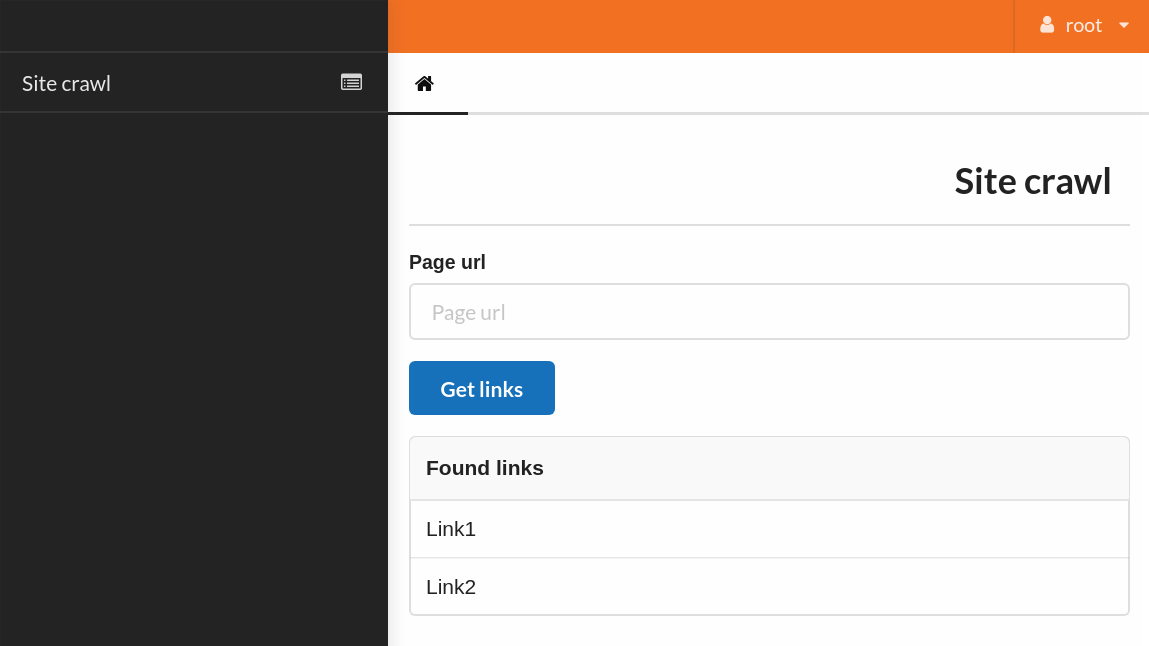 root
Site crawl
Site crawl
Page url
Page url
Get links
Found links
Link1
Link2